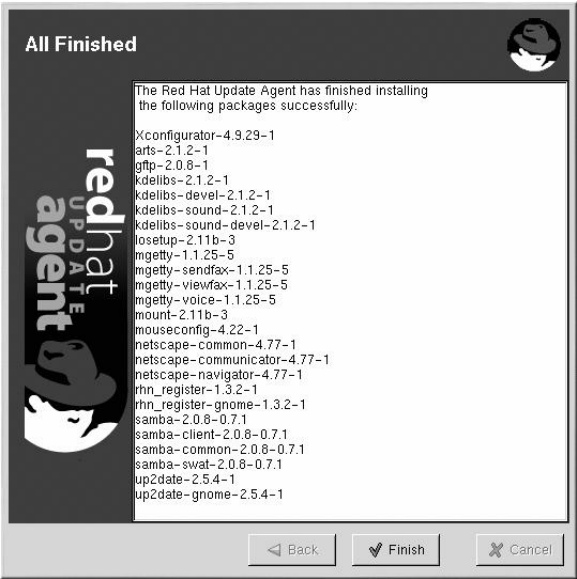 All Finished
The Red Hat Update Agent has finished installing
the following packages successfully:
Xconfigurator-4.9.29-1
arts-2.1.2-1
gftp-2.0.8-1
kdelibs-2.1.2-1
kdelibs-devel-2.1.2-1
kdelibs-sound-2.1.2-1
kdelibs-sound-devel-2.1.2-1
losetup-2.11b-3
mgetty-1.1.25-5
mgetty-sendfax-1.1.25-5
mgetty-viewfax-1.1.25-5
mgetty-voice-1.1.25-5
mount-2.11b-3
mouseconfig-4.22-1
netscape-common-4.77-1
netscape-communicator-4.77-1
netscape-navigator-4.77-1
rhn_register-1.3.2-1
rhn_register-gnome-1.3.2-1
samba-2.0.8-0.7.1
samba-client-2.0.8-0.7.1
samba-common-2.0.8-0.7.1
samba-swat-2.0.8-0.7.1
up2date-2.5.4-1
up2date-gnome-2.5.4-1
redhat
UPDATE
agent
Back
Finish
Cancel